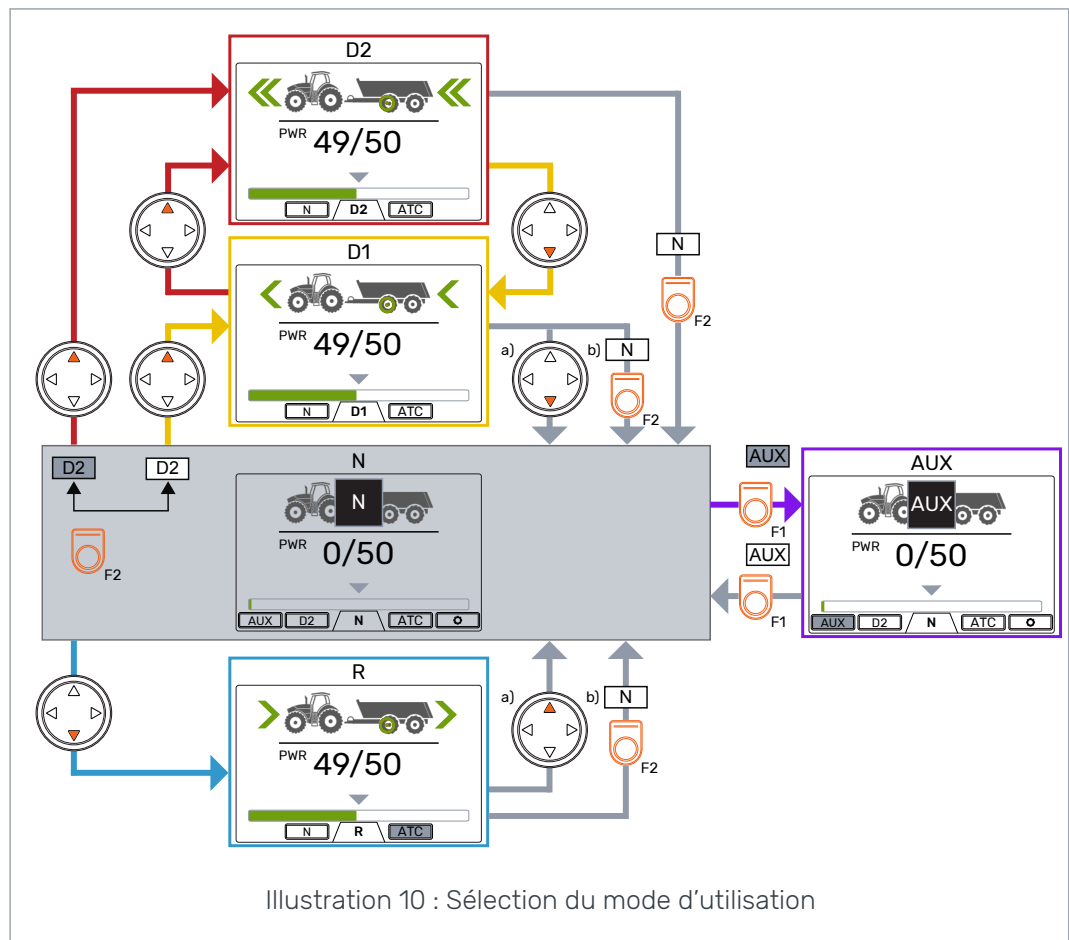 D2
PWR 49/50
N D2 ATC
D1
PWR 49/50
N D1 ATC
N
F2
a)
b) N
F2
D2 D2
F2
N
N
PWR 0/50
AUX D2 N ATC
AUX
F1
AUX
F1
AUX
AUX
PWR 0/50
AUX D2 N ATC
R
PWR 49/50
N R ATC
a)
b) N
F2
Illustration 10 : Sélection du mode d'utilisation